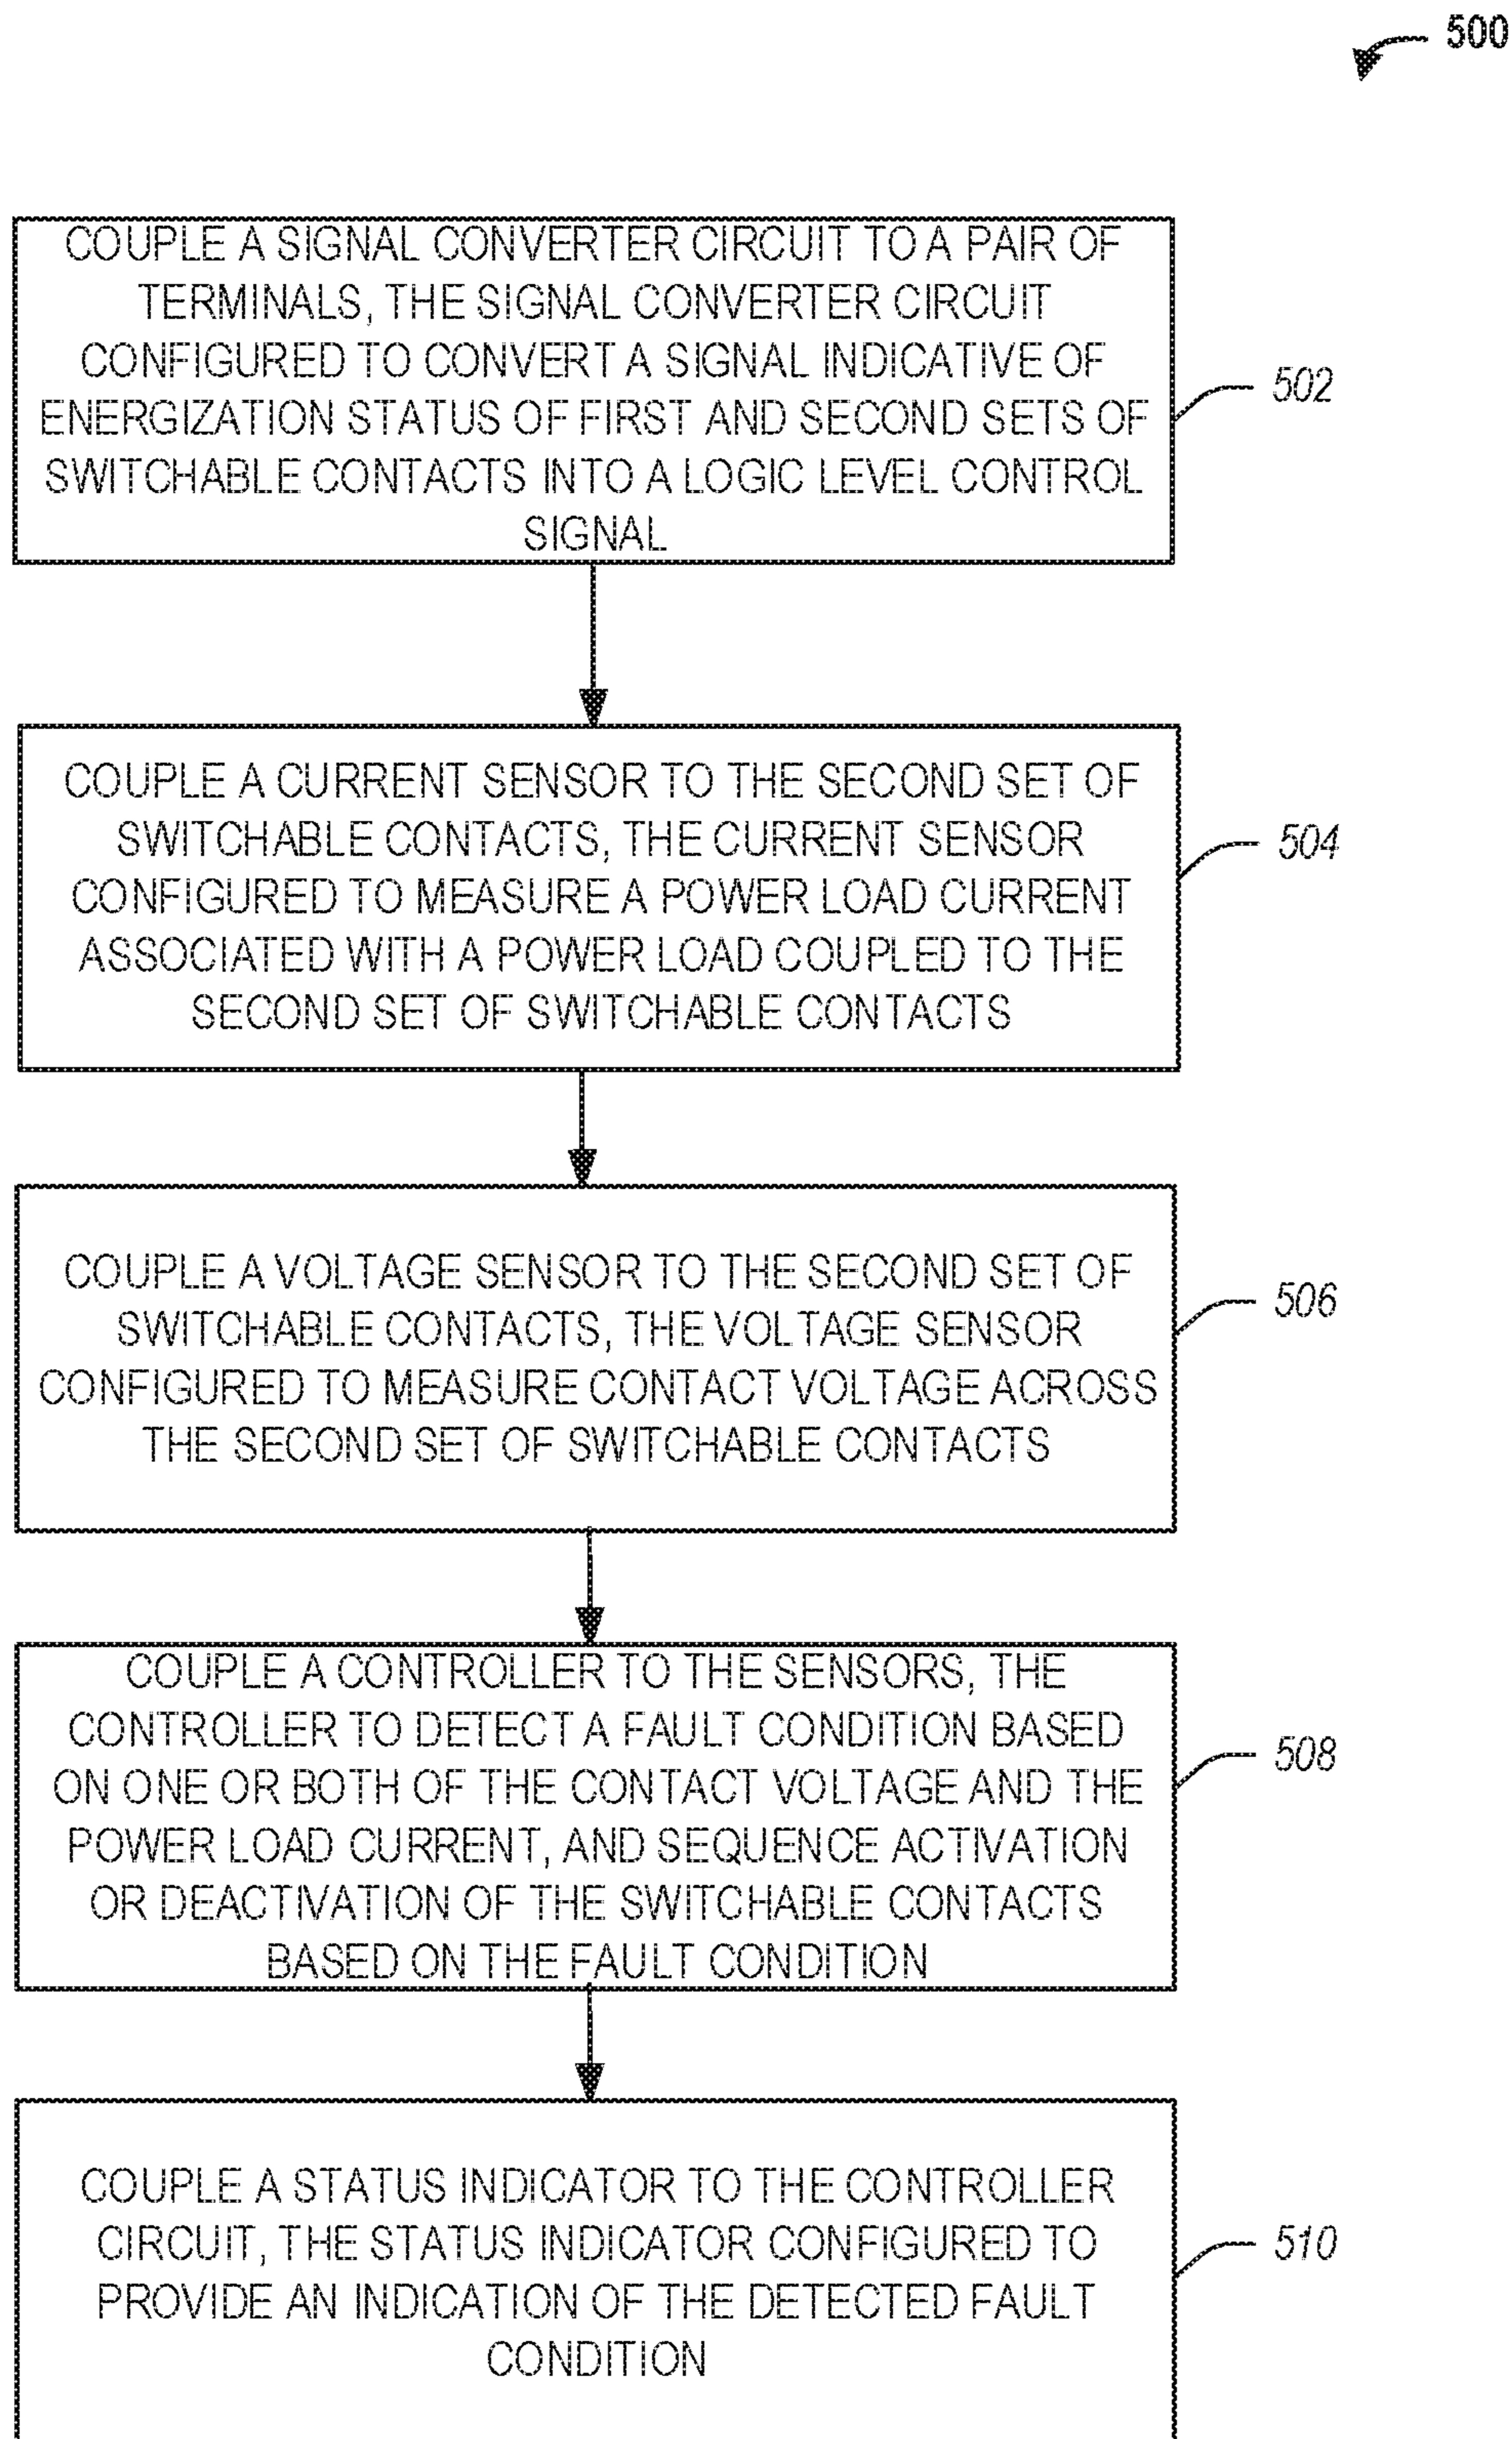 500
COUPLE A SIGNAL CONVERTER CIRCUIT TO A PAIR OF
TERMINALS, THE SIGNAL CONVERTER CIRCUIT
CONFIGURED TO CONVERT A SIGNAL INDICATIVE OF
ENERGIZATION STATUS OF FIRST AND SECOND SETS OF
SWITCHABLE CONTACTS INTO A LOGIC LEVEL CONTROL
SIGNAL
502
COUPLE A CURRENT SENSOR TO THE SECOND SET OF
SWITCHABLE CONTACTS, THE CURRENT SENSOR
CONFIGURED TO MEASURE A POWER LOAD CURRENT
ASSOCIATED WITH A POWER LOAD COUPLED TO THE
SECOND SET OF SWITCHABLE CONTACTS
504
COUPLE A VOLTAGE SENSOR TO THE SECOND SET OF
SWITCHABLE CONTACTS, THE VOLTAGE SENSOR
CONFIGURED TO MEASURE CONTACT VOLTAGE ACROSS
THE SECOND SET OF SWITCHABLE CONTACTS
506
COUPLE A CONTROLLER TO THE SENSORS, THE
CONTROLLER TO DETECT A FAULT CONDITION BASED
ON ONE OR BOTH OF THE CONTACT VOLTAGE AND THE
POWER LOAD CURRENT, AND SEQUENCE ACTIVATION
OR DEACTIVATION OF THE SWITCHABLE CONTACTS
BASED ON THE FAULT CONDITION
508
COUPLE A STATUS INDICATOR TO THE CONTROLLER
CIRCUIT, THE STATUS INDICATOR CONFIGURED TO
PROVIDE AN INDICATION OF THE DETECTED FAULT
CONDITION
510